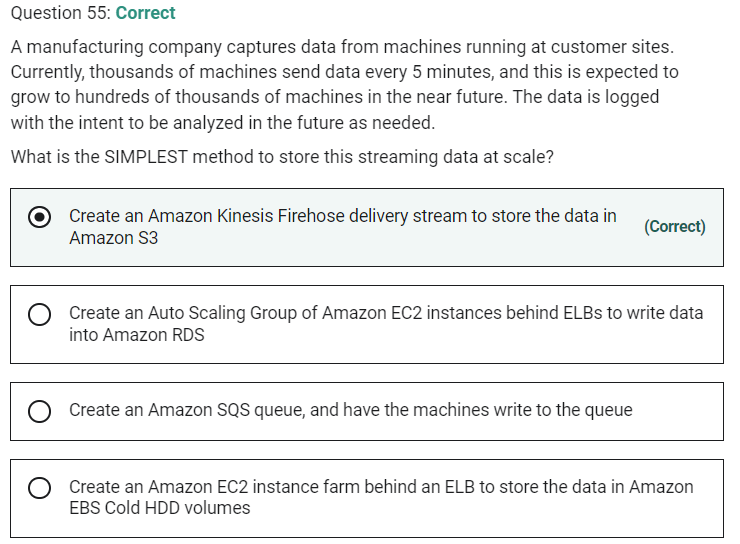 Question 55: Correct
A manufacturing company captures data from machines running at customer sites.
Currently, thousands of machines send data every 5 minutes, and this is expected to
grow to hundreds of thousands of machines in the near future. The data is logged
with the intent to be analyzed in the future as needed.
What is the SIMPLEST method to store this streaming data at scale?
Create an Amazon Kinesis Firehose delivery stream to store the data in
Amazon S3
(Correct)
Create an Auto Scaling Group of Amazon EC2 instances behind ELBs to write data
into Amazon RDS
Create an Amazon SQS queue, and have the machines write to the queue
Create an Amazon EC2 instance farm behind an ELB to store the data in Amazon
EBS Cold HDD volumes